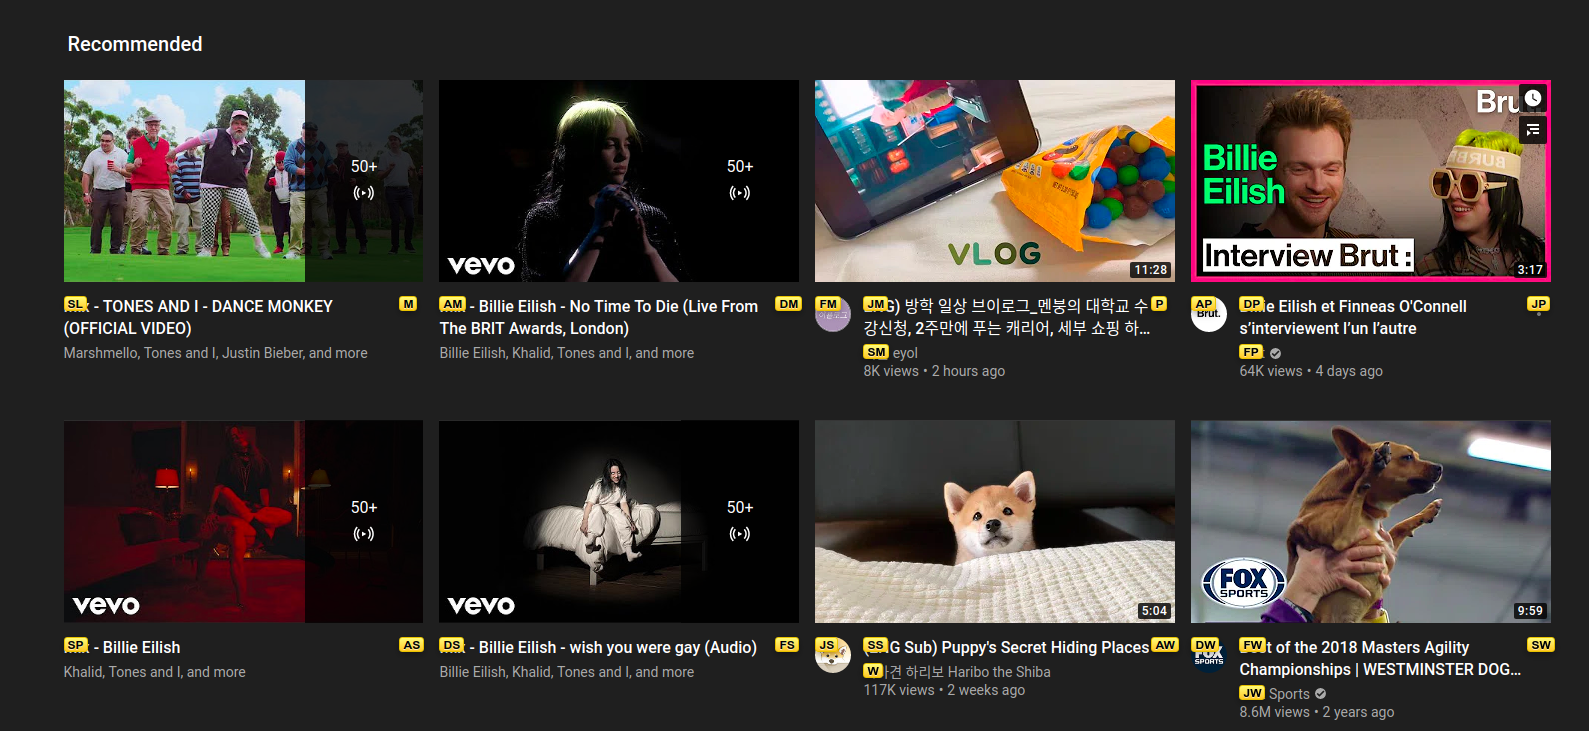 Recommended
50+
vevo
50+
VLOG
11:28
Bru
Billie
Eilish
BURBE
Interview Brut :
3:17
SL - TONES AND I - DANCE MONKEY
(OFFICIAL VIDEO)
M
Marshmello, Tones and I, Justin Bieber, and more
AM - Billie Eilish - No Time To Die (Live From
The BRIT Awards, London)
DM
Billie Eilish, Khalid, Tones and I, and more
FM
JM G) 방학 일상 브이로그_멘붕의 대학교 수
강신청, 2주만에 푸는 캐리어, 세부 쇼핑 하...
P
SM eyol
8K views • 2 hours ago
AP
Brut.
DP ie Eilish et Finneas O'Connell
s'interviewent l'un l'autre
JP
FP
64K views • 4 days ago
vevo
50+
vevo
50+
5:04
FOX
SPORTS
9:59
SP - Billie Eilish
AS
Khalid, Tones and I, and more
DS - Billie Eilish - wish you were gay (Audio)
FS
Billie Eilish, Khalid, Tones and I, and more
JS
SS G Sub) Puppy's Secret Hiding Places
AW
W 견 하리보 Haribo the Shiba
117K views • 2 weeks ago
DW
FOX
SPORTS
FW t of the 2018 Masters Agility
Championships | WESTMINSTER DOG...
SW
JW Sports
8.6M views • 2 years ago